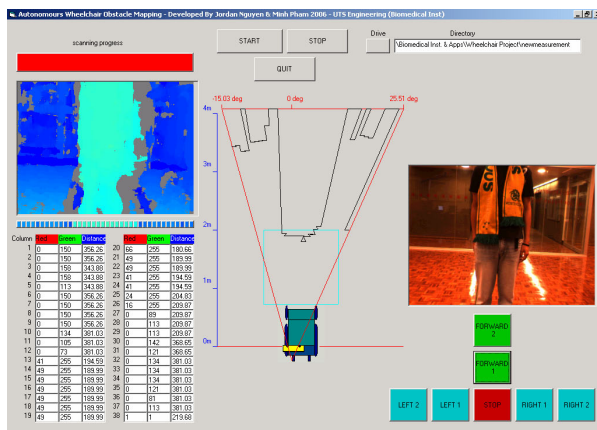 Autonomours Wheelchair Obstacle Mapping - Developed By Jordan Nguyen & Minh Pham 2006 - UTS Engineering (Biomedical Inst)
scanning progress
START
STOP
QUIT
Drive
Directory
\Biomedical Inst. & Apps\Wheelchair Project\newmeasurement
-15.03 deg
0 deg
25.51 deg
4m
3m
2m
1m
0m
Column Red Green Distance Red Green Distance
1 0 150 356.26 20 66 255 180.66
2 0 150 356.26 21 49 255 189.99
3 0 158 343.88 22 49 255 189.99
4 0 158 343.88 23 41 255 194.59
5 0 113 343.88 24 41 255 194.59
6 0 150 356.26 25 24 255 204.83
7 0 150 356.26 26 16 255 209.87
8 0 150 356.26 27 0 89 209.87
9 0 150 356.26 28 0 113 209.87
10 0 134 381.03 29 0 113 209.87
11 0 105 381.03 30 0 142 368.65
12 0 73 381.03 31 0 121 368.65
13 41 255 194.59 32 0 134 381.03
14 49 255 189.99 33 0 134 381.03
15 49 255 189.99 34 0 134 381.03
16 49 255 189.99 35 0 121 381.03
17 49 255 189.99 36 0 81 381.03
18 49 255 189.99 37 0 113 381.03
19 49 255 189.99 38 1 1 219.68
FORWARD 2
FORWARD 1
LEFT 2
LEFT 1
STOP
RIGHT 1
RIGHT 2